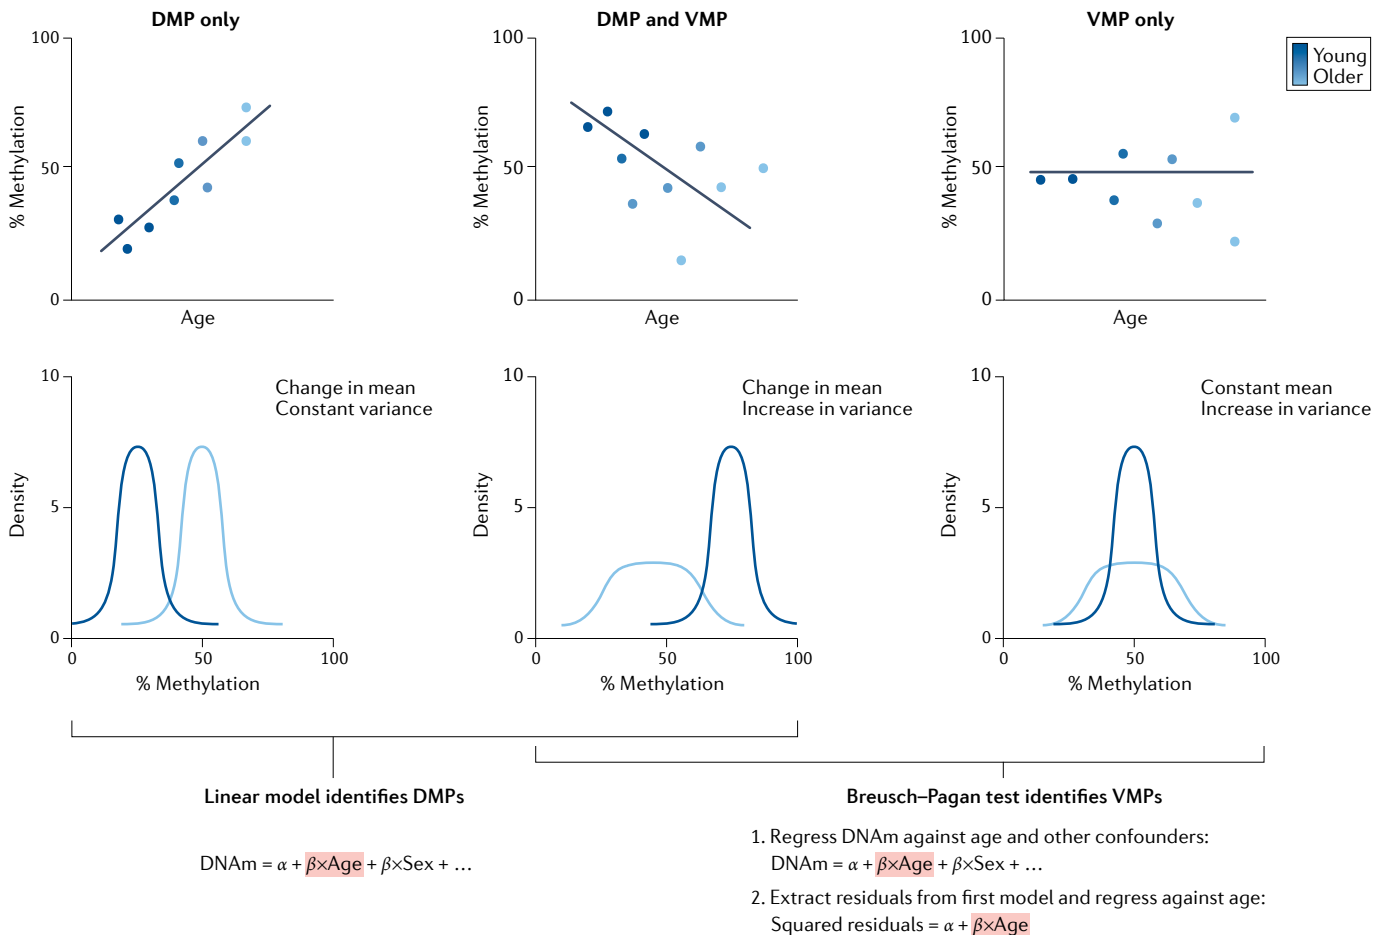 DMP only
100
50
0
% Methylation
Age
DMP and VMP
100
50
0
% Methylation
Age
VMP only
100
50
0
% Methylation
Age
Young
Older
10
5
0
Density
Change in mean
Constant variance
0 50 100
% Methylation
10
5
0
Density
Change in mean
Increase in variance
0 50 100
% Methylation
10
5
0
Density
Constant mean
Increase in variance
0 50 100
% Methylation
Linear model identifies DMPs
DNAm = α + β×Age + β×Sex + …
Breusch–Pagan test identifies VMPs
1. Regress DNAm against age and other confounders:
DNAm = α + β×Age + β×Sex + …
2. Extract residuals from first model and regress against age:
Squared residuals = α + β×Age